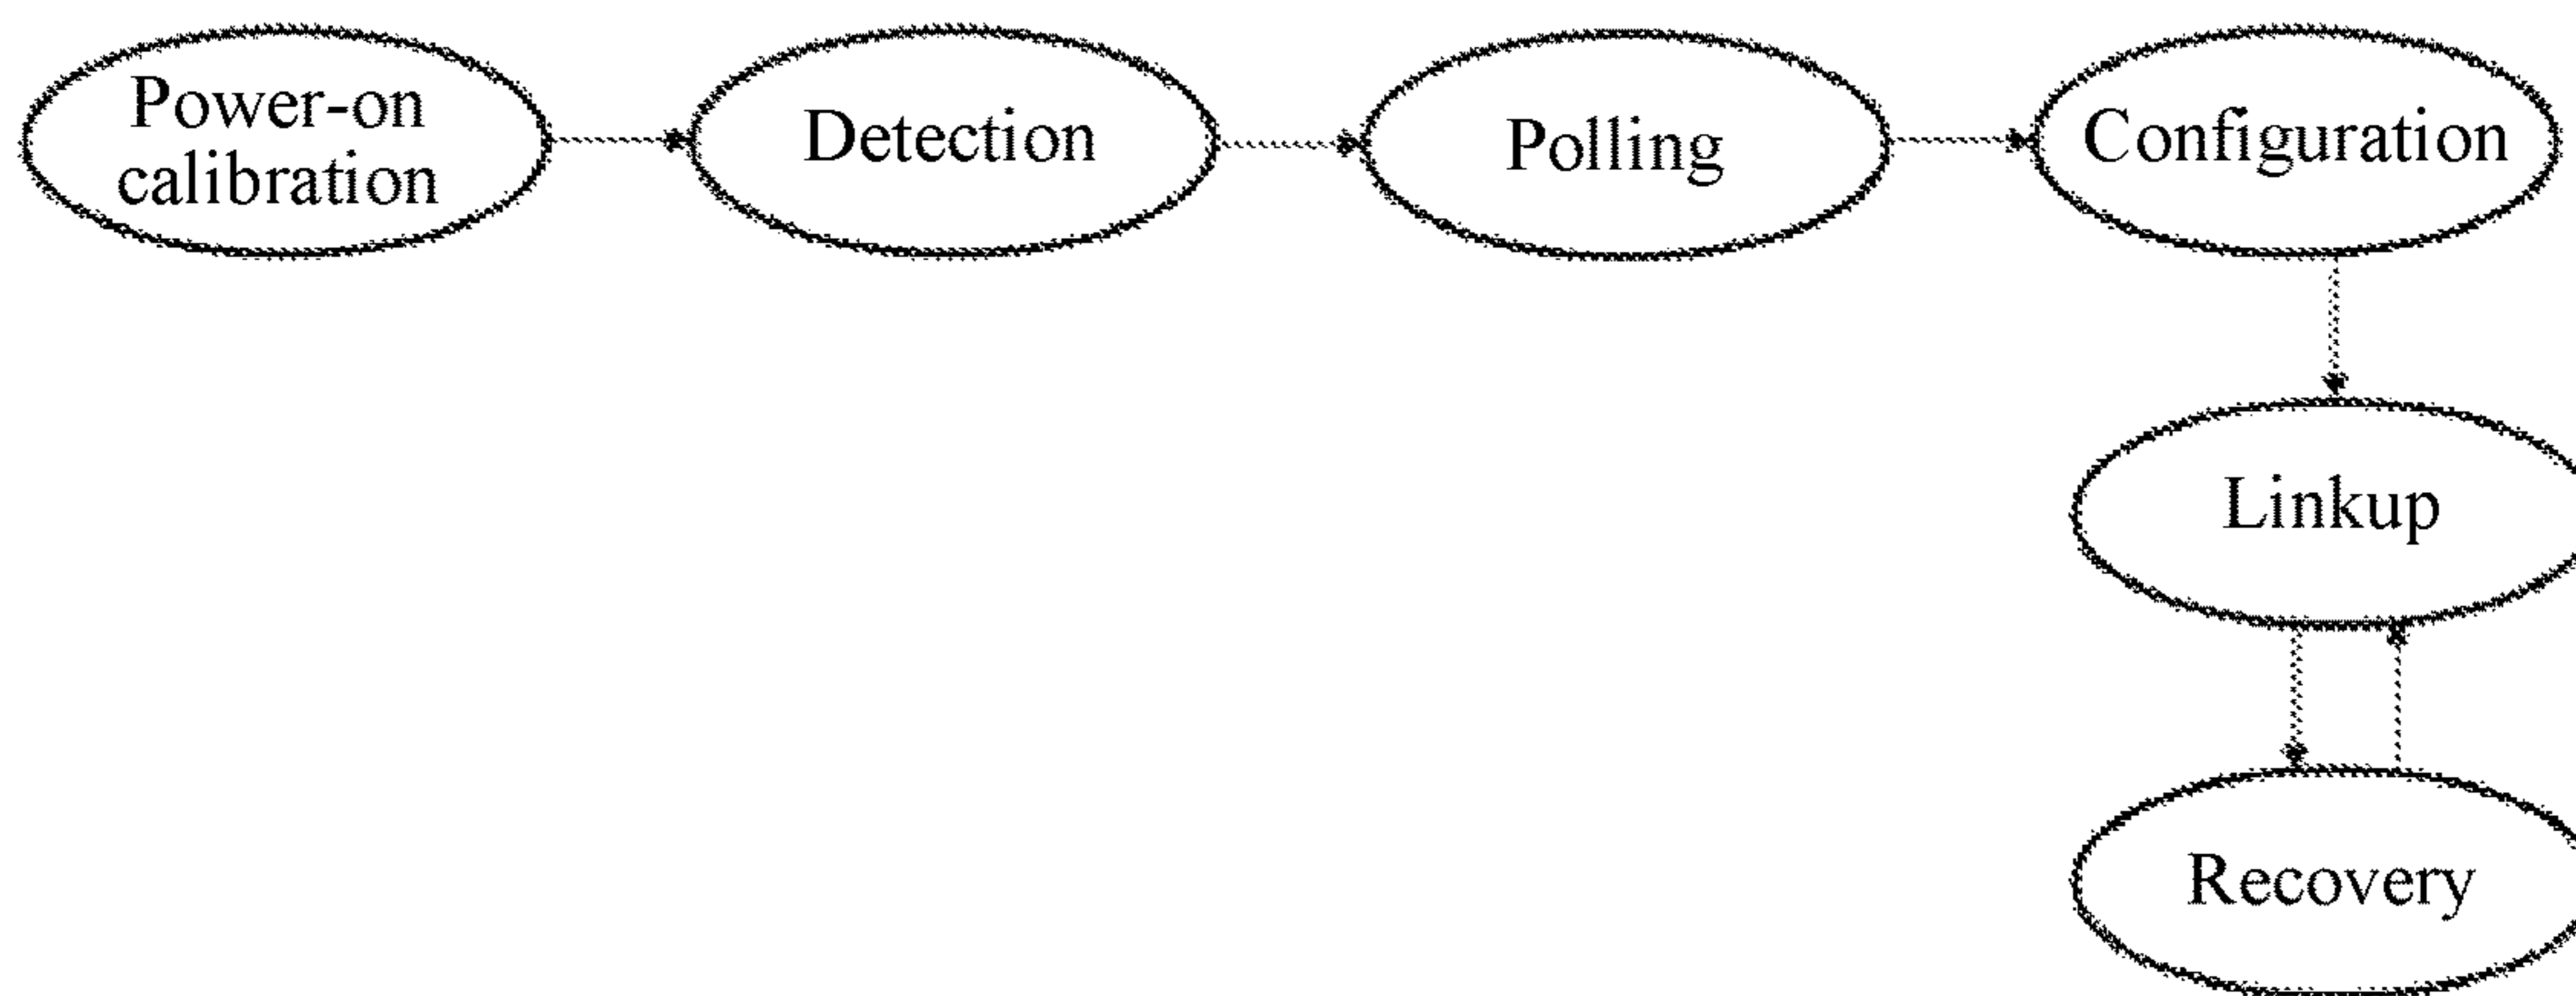 Power-on
calibration
Detection
Polling
Configuration
Linkup
Recovery